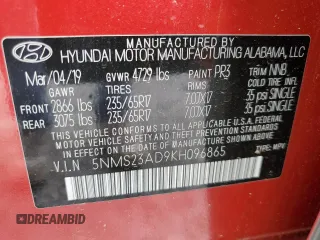 MANUFACTURED BY
HYUNDAI MOTOR MANUFACTURING ALABAMA, LLC
Mar/04/19 GVWR 4729 lbs PAINT PR3 TRIM NNB
GAWR TIRES RIMS
FRONT 2866 lbs 235/65R17 7.0JX17 35 psi SINGLE
REAR 3075 lbs 235/65R17 7.0JX17 35 psi SINGLE
THIS VEHICLE CONFORMS TO ALL APPLICABLE
U.S. FEDERAL MOTOR VEHICLE SAFETY AND
THEFT PREVENTION STANDARDS IN EFFECT ON
THE DATE OF MANUFACTURE SHOWN ABOVE.
V.I.N 5NMS23AD9KH096865
TYPE: MPV
DREAMBID